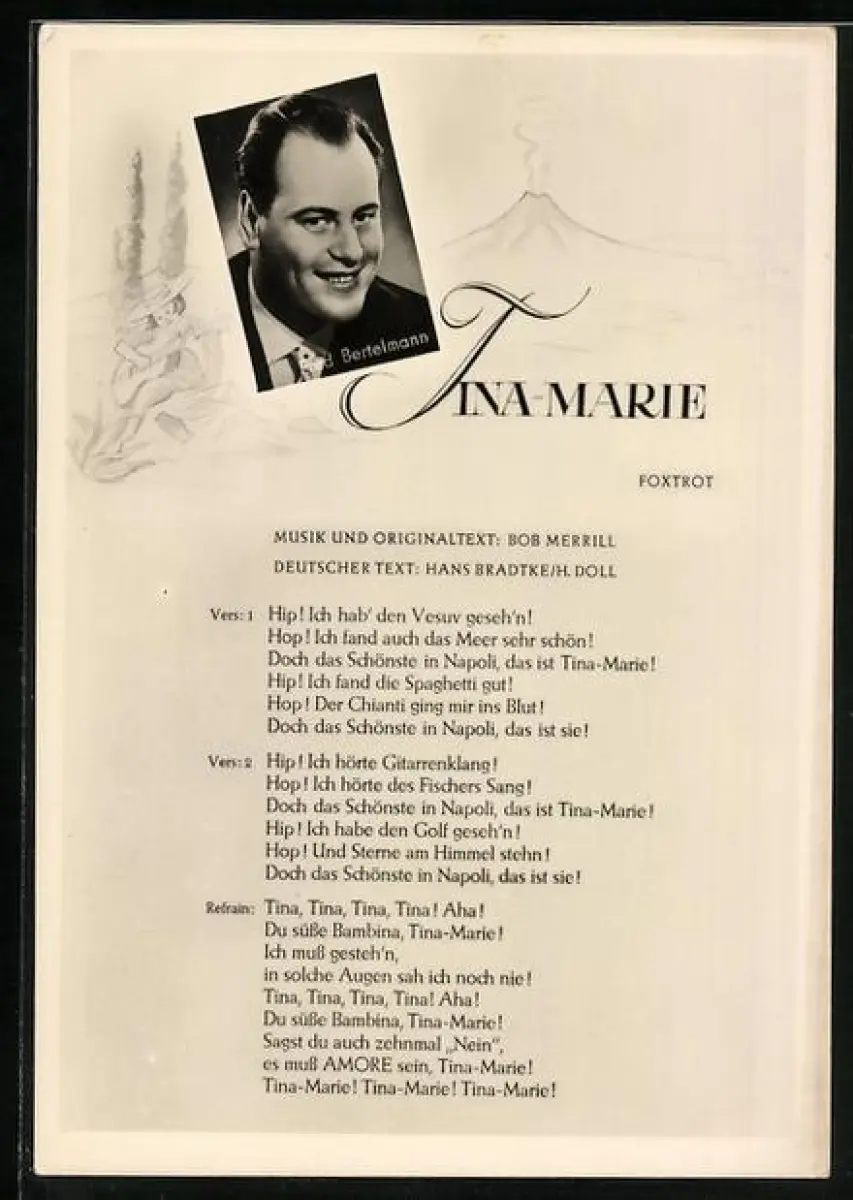 d Bertelmann
TINA-MARIE
FOXTROT
MUSIK UND ORIGINALTEXT: BOB MERRILL
DEUTSCHER TEXT: HANS BRADTKE/H. DOLL
Vers: 1 Hip! Ich hab' den Vesuv geseh'n!
Hop! Ich fand auch das Meer sehr schön!
Doch das Schönste in Napoli, das ist Tina-Marie!
Hip! Ich fand die Spaghetti gut!
Hop! Der Chianti ging mir ins Blut!
Doch das Schönste in Napoli, das ist sie!
Vers: 2 Hip! Ich hörte Gitarrenklang!
Hop! Ich hörte des Fischers Sang!
Doch das Schönste in Napoli, das ist Tina-Marie!
Hip! Ich habe den Golf geseh'n!
Hop! Und Sterne am Himmel stehn!
Doch das Schönste in Napoli, das ist sie!
Refrain: Tina, Tina, Tina, Tina! Aha!
Du süße Bambina, Tina-Marie!
Ich muß gesteh'n,
in solche Augen sah ich noch nie!
Tina, Tina, Tina, Tina! Aha!
Du süße Bambina, Tina-Marie!
Sagst du auch zehnmal „Nein“,
es muß AMORE sein, Tina-Marie!
Tina-Marie! Tina-Marie! Tina-Marie!